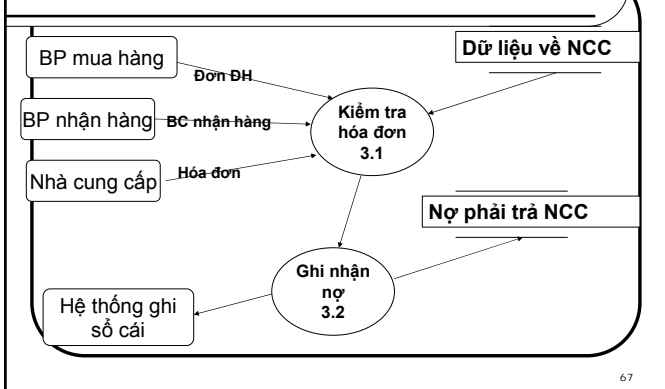 BP mua hàng
Dữ liệu về NCC
Đơn ĐH
BP nhận hàng
BC nhận hàng
Kiểm tra
hóa đơn
3.1
Nhà cung cấp
Hóa đơn
Nợ phải trả NCC
Ghi nhận
nợ
3.2
Hệ thống ghi
sổ cái
67